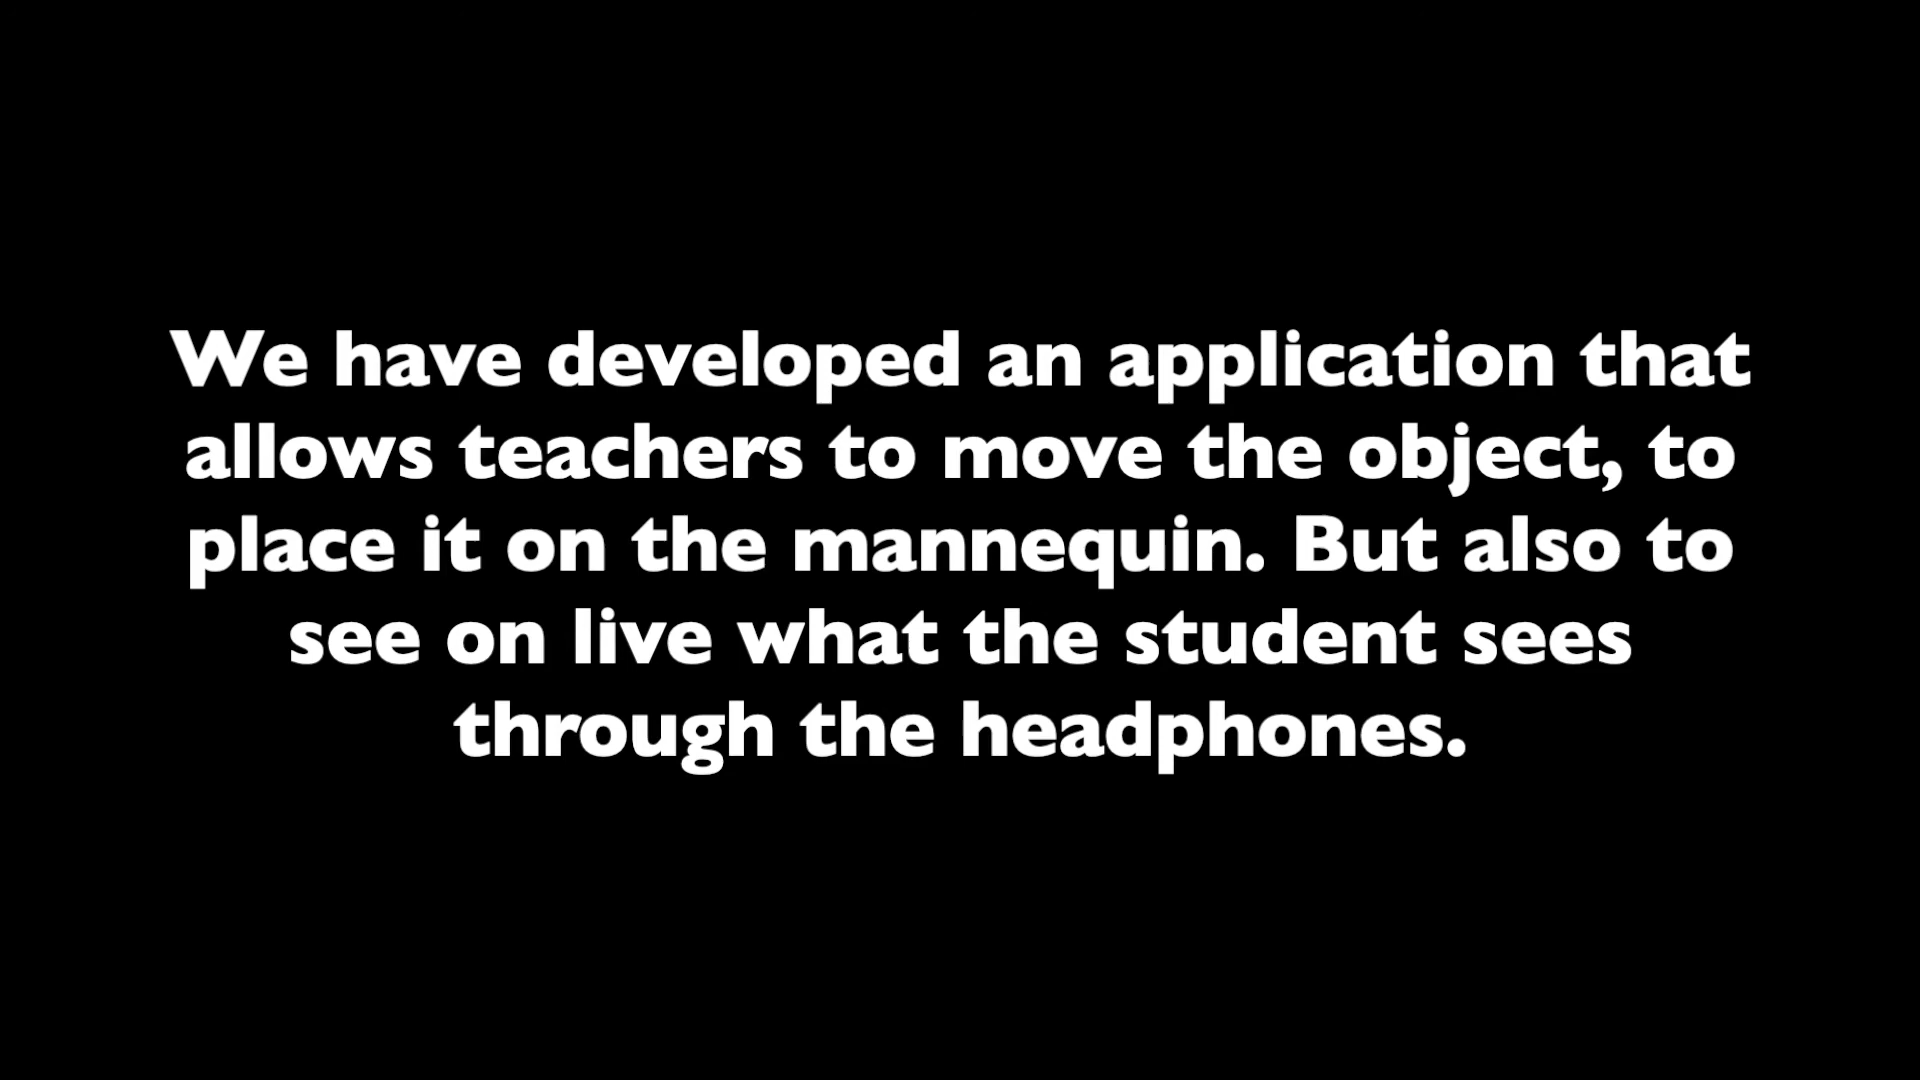 We have developed an application that
allows teachers to move the object, to
place it on the mannequin. But also to
see on live what the student sees
through the headphones.